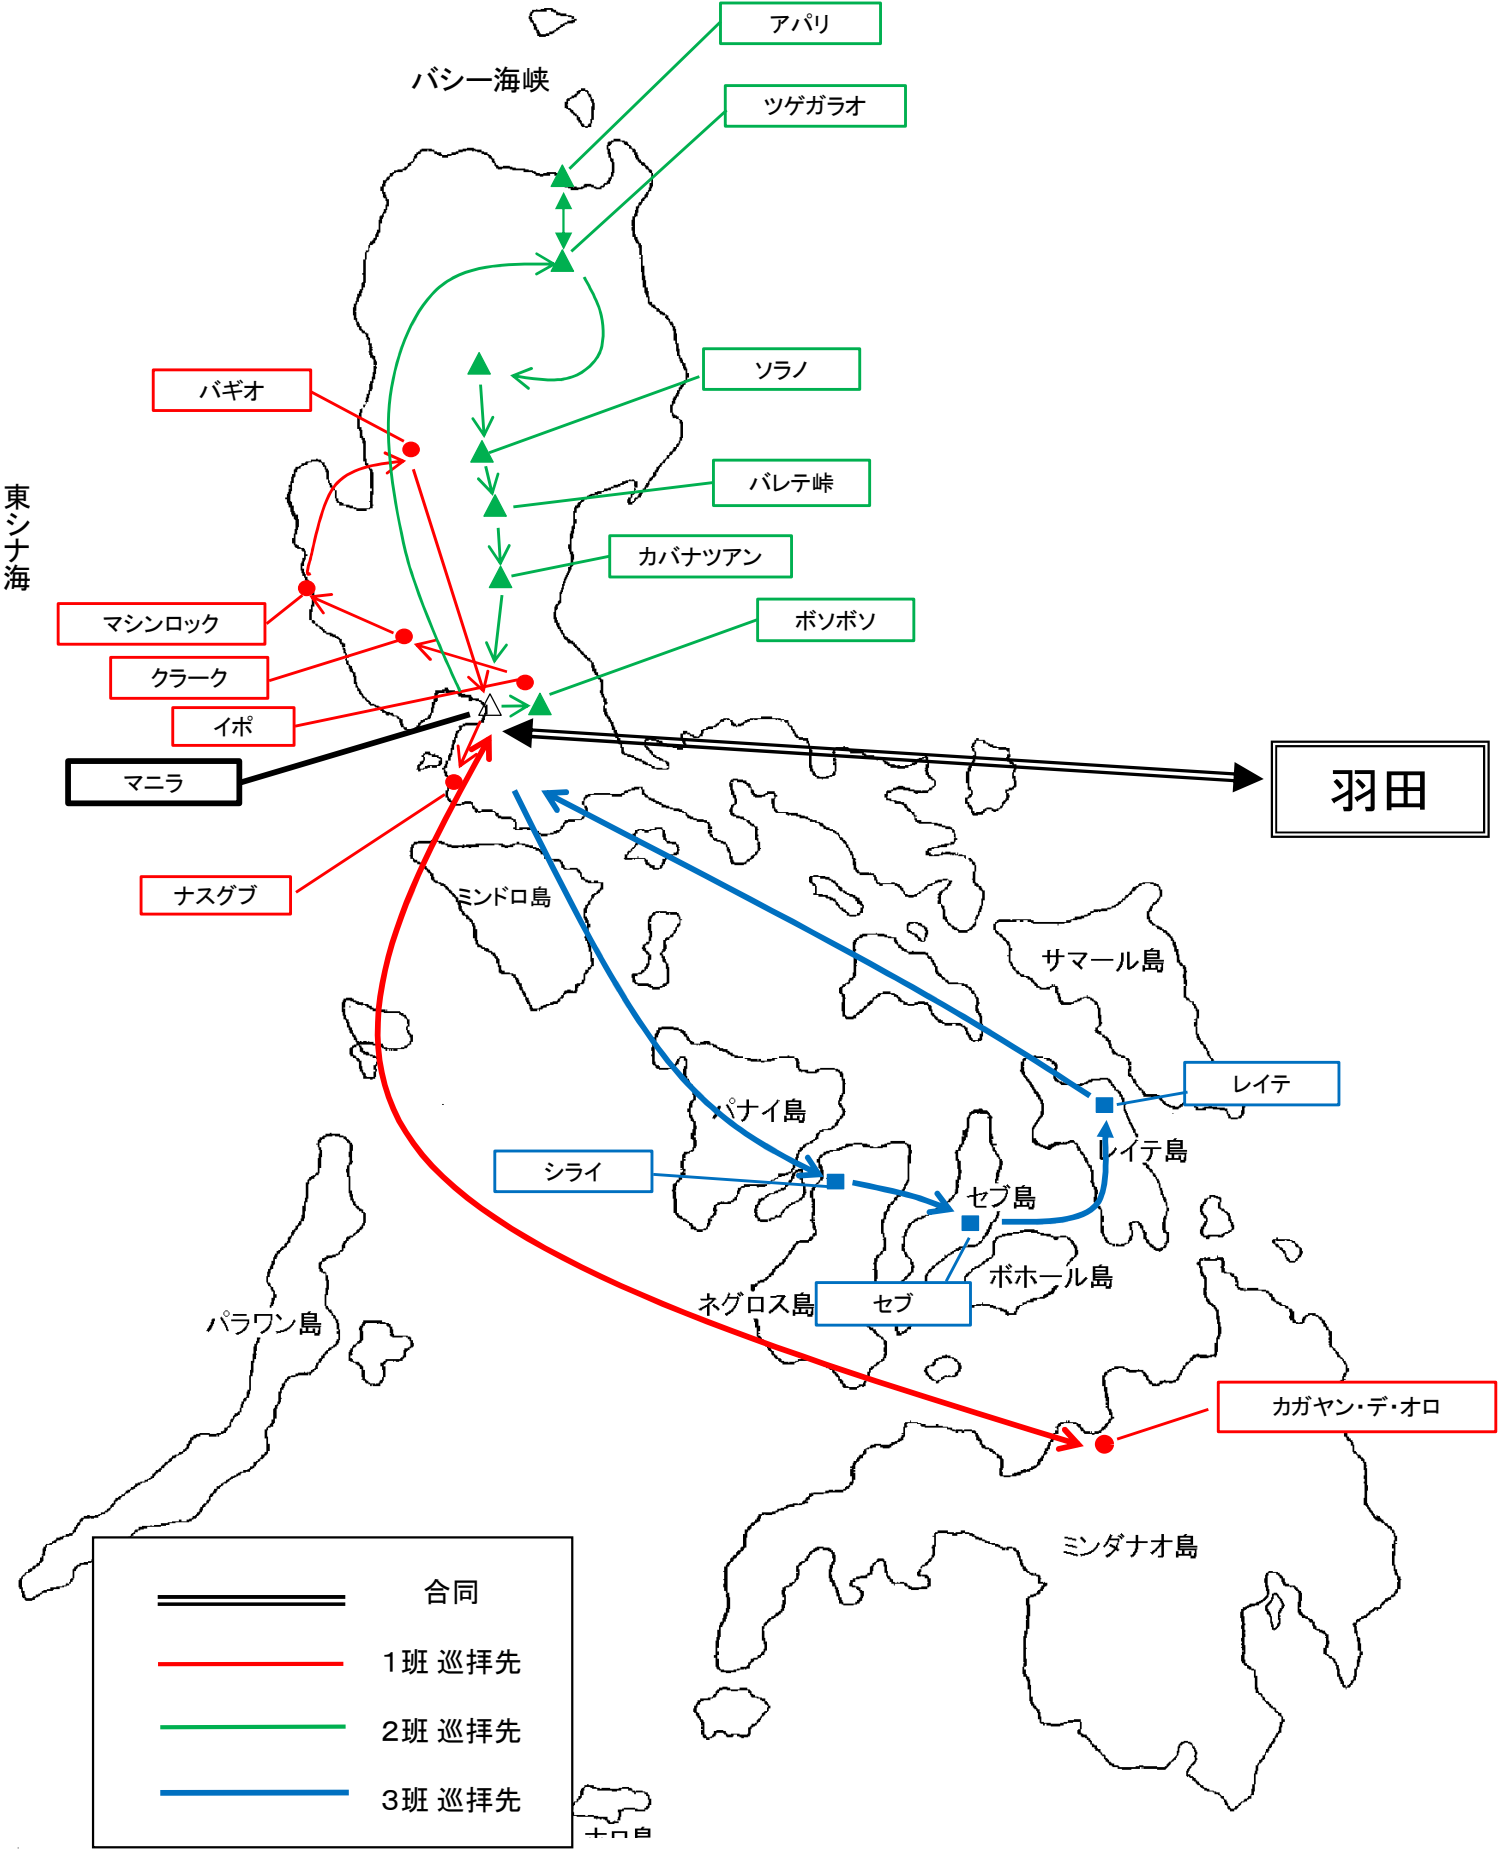 アパリ
バシー海峡
ツゲガラオ
ソラノ
バギオ
バレテ峠
東シナ海
カバナツアン
マシンロック
ボソボソ
クラーク
イポ
マニラ
羽田
ナスグブ
ミンドロ島
サマール島
レイテ
パナイ島
レイテ島
シライ
セブ島
ボホール島
ネグロス島
セブ
パラワン島
カガヤン・デ・オロ
ミンダナオ島
合同
1班 巡拝先
2班 巡拝先
3班 巡拝先